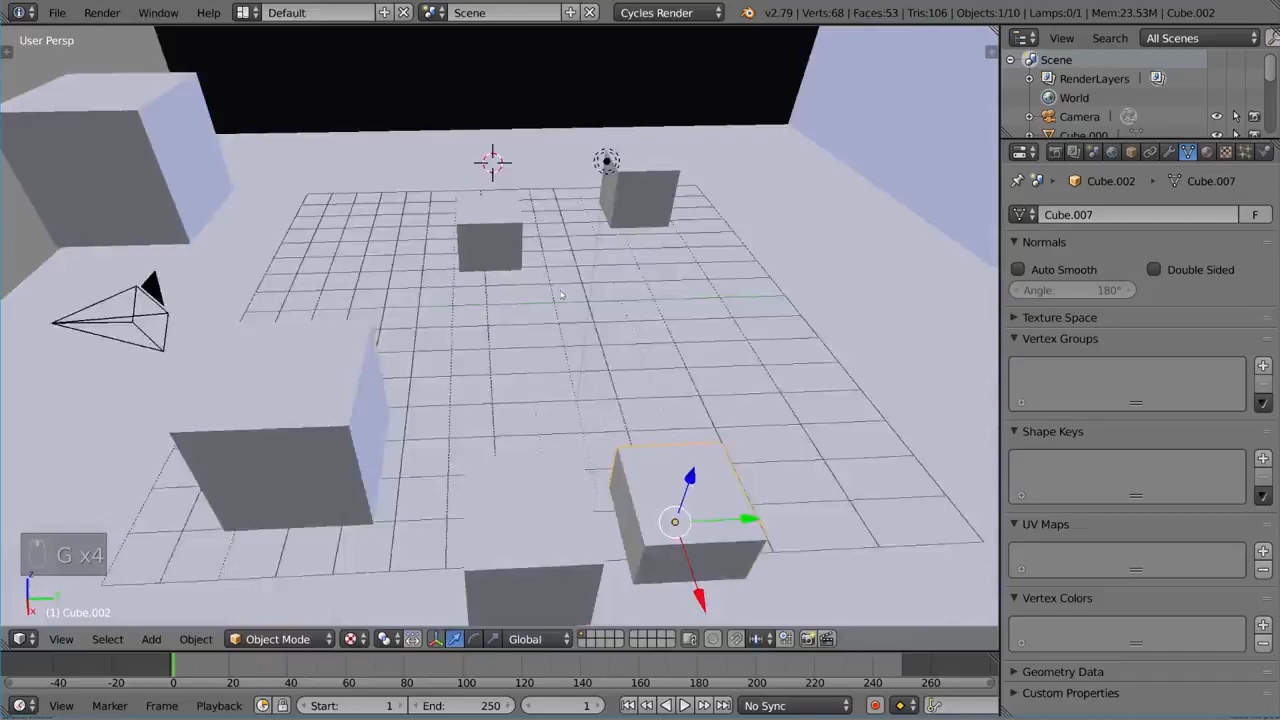 File Render Window Help Default Scene Cycles Render v2.79 | Verts:68 | Faces:53 | Tris:106 | Objects:1/10 | Lamps:0/1 | Mem:23.53M | Cube.002
User Persp
View Search All Scenes
Scene
RenderLayers
World
Camera
Cube.000
Cube.002 Cube.007
Cube.007 F
Normals
Auto Smooth Double Sided
Angle: 180°
Texture Space
Vertex Groups
Shape Keys
UV Maps
Vertex Colors
Geometry Data
Custom Properties
G x4
z
y
x
(1) Cube.002
View Select Add Object Object Mode Global
-40 -20 0 20 40 60 80 100 120 140 160 180 200 220 240 260
View Marker Frame Playback Start: 1 End: 250 1 No Sync